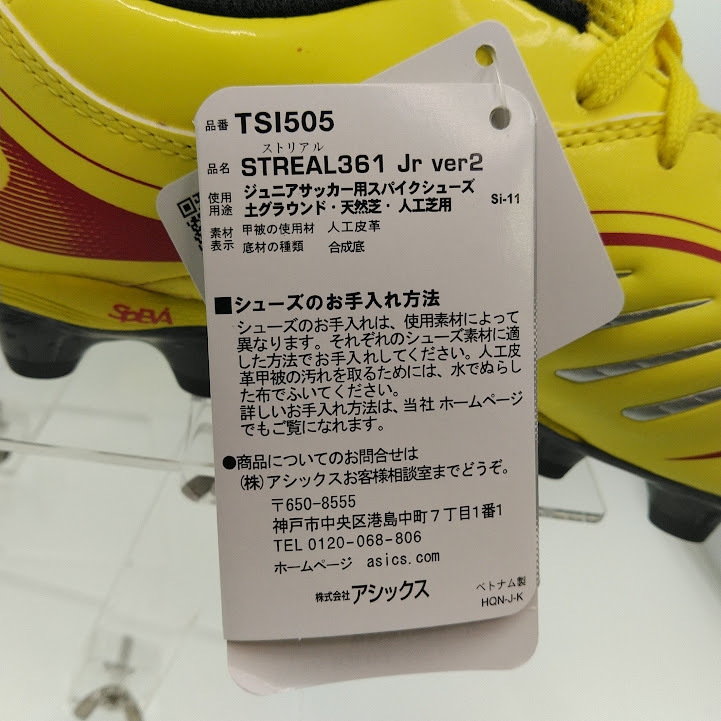 品番 TSI505
ストリアル
品名 STREAL361 Jr ver2
使用用途 ジュニアサッカー用スパイクシューズ
土グラウンド・天然芝・人工芝用 Si-11
素材表示 甲被の使用材 人工皮革
底材の種類 合成底
■シューズのお手入れ方法
シューズのお手入れは、使用素材によって
異なります。それぞれのシューズ素材に適
した方法でお手入れしてください。人工皮
革甲被の汚れを取るためには、水でぬらし
た布でふいてください。
詳しいお手入れ方法は、当社 ホームページ
でもご覧になれます。
●商品についてのお問合せは
(株)アシックスお客様相談室までどうぞ。
〒650-8555
神戸市中央区港島中町7丁目1番1
TEL 0120-068-806
ホームページ asics.com
株式会社アシックス
ベトナム製
HQN-J-K
SpEVA